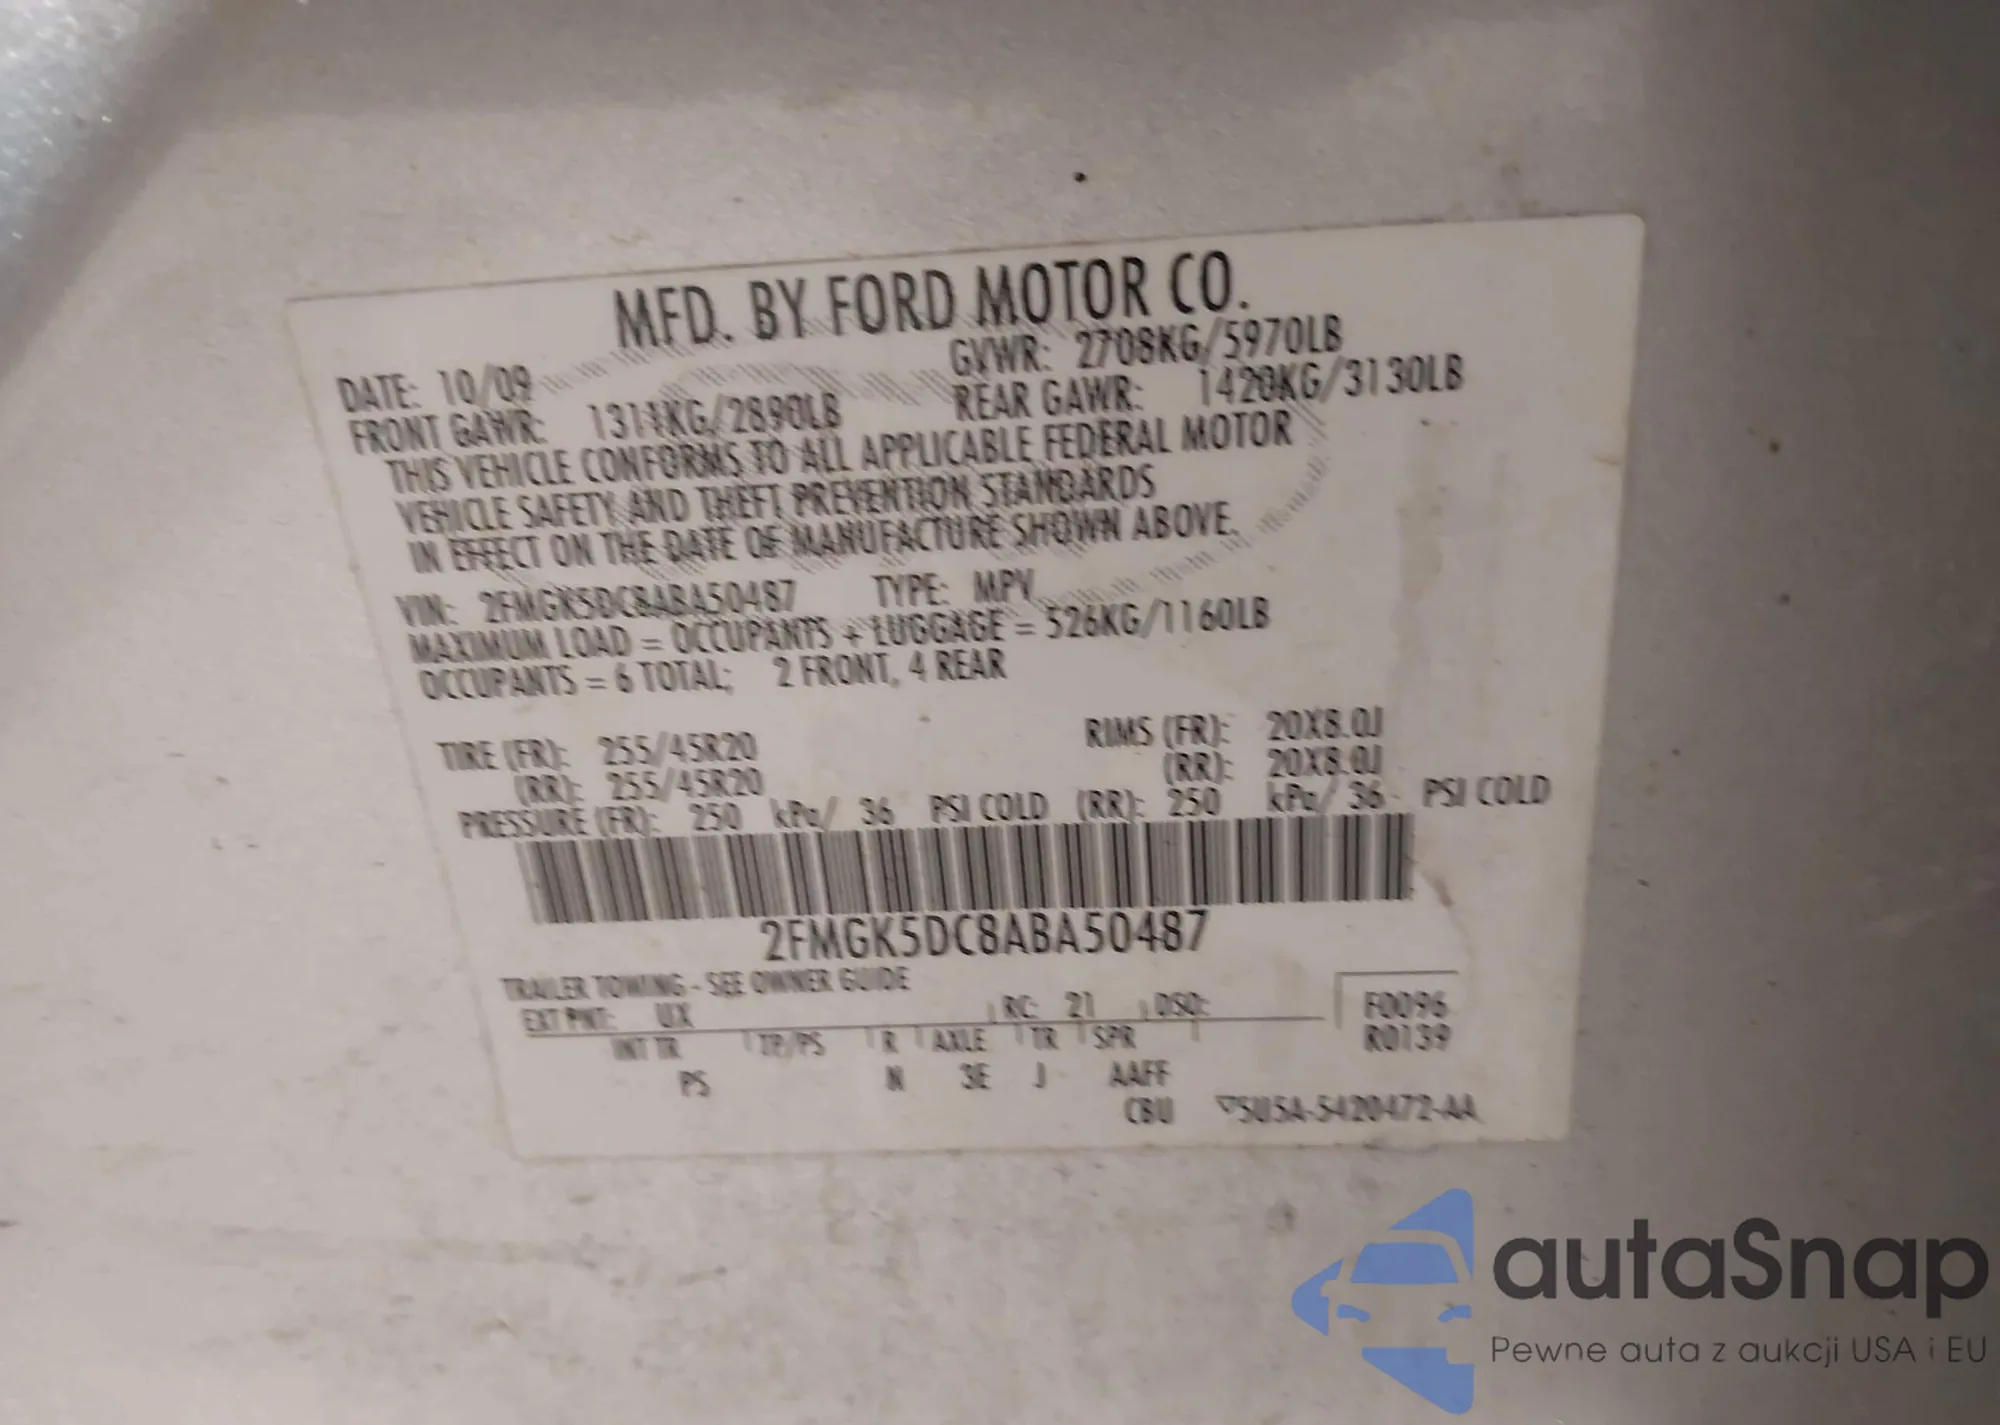 MFD. BY FORD MOTOR CO.
DATE: 10/09 GVWR: 2708KG/5970LB
FRONT GAWR: 1311KG/2890LB REAR GAWR: 1420KG/3130LB
THIS VEHICLE CONFORMS TO ALL APPLICABLE FEDERAL MOTOR
VEHICLE SAFETY AND THEFT PREVENTION STANDARDS
IN EFFECT ON THE DATE OF MANUFACTURE SHOWN ABOVE.
VIN: 2FMGK5DC8ABA50487 TYPE: MPV
MAXIMUM LOAD = OCCUPANTS + LUGGAGE = 526KG/1160LB
OCCUPANTS = 6 TOTAL; 2 FRONT, 4 REAR
TIRE (FR): 255/45R20 RIMS (FR): 20X8.0J
(RR): 255/45R20 (RR): 20X8.0J
PRESSURE (FR): 250 kPa/ 36 PSI COLD (RR): 250 kPa/ 36 PSI COLD
2FMGK5DC8ABA50487
TRAILER TOWING - SEE OWNER GUIDE
EXT PNT: UX RC: 21 DSO: F0096
INT TR TP/PS R AXLE TR SPR R0139
PS N 3E J AAFF
CBU ▽5U5A-5420472-AA
autaSnap
Pewne auta z aukcji USA i EU